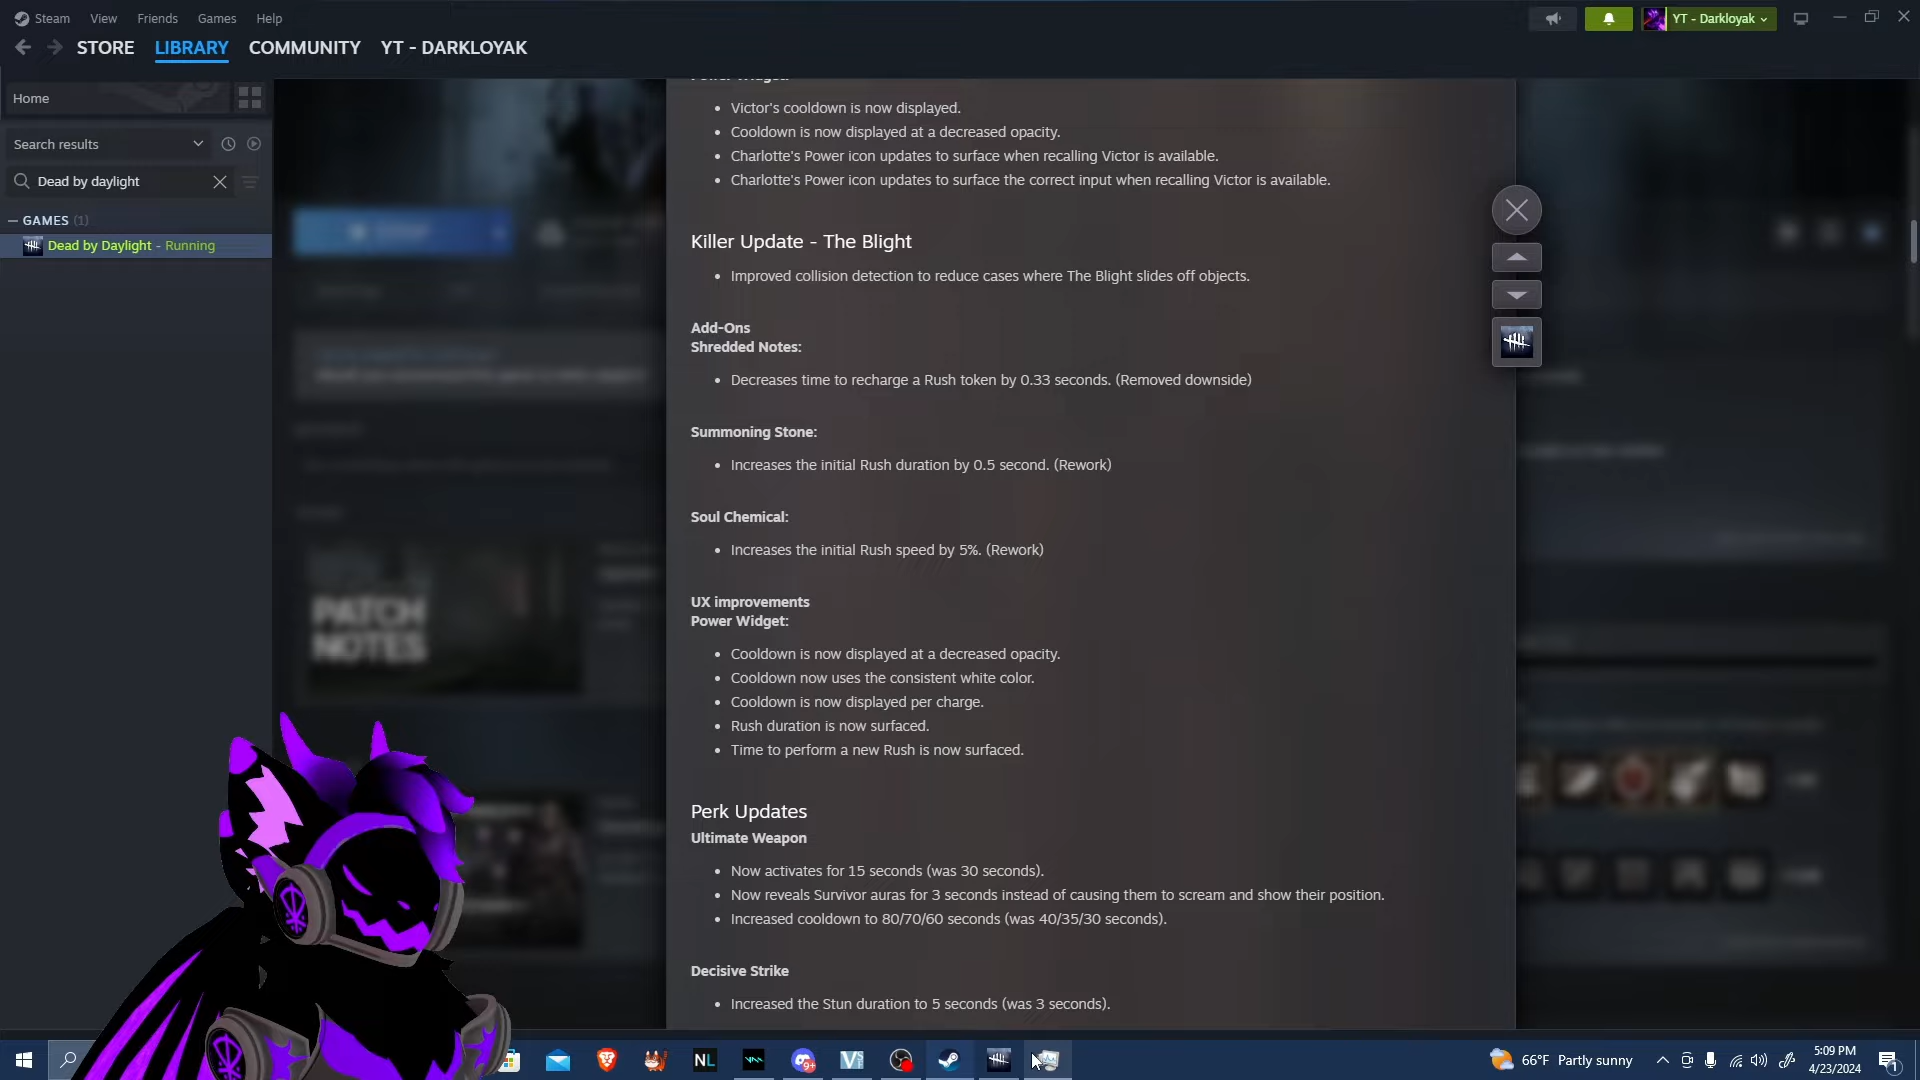 Steam View Friends Games Help
YT - Darkloyak
STORE LIBRARY COMMUNITY YT - DARKLOYAK
Home
Search results
Dead by daylight
GAMES (1)
Dead by Daylight - Running
• Victor's cooldown is now displayed.
• Cooldown is now displayed at a decreased opacity.
• Charlotte's Power icon updates to surface when recalling Victor is available.
• Charlotte's Power icon updates to surface the correct input when recalling Victor is available.
Killer Update - The Blight
• Improved collision detection to reduce cases where The Blight slides off objects.
Add-Ons
Shredded Notes:
• Decreases time to recharge a Rush token by 0.33 seconds. (Removed downside)
Summoning Stone:
• Increases the initial Rush duration by 0.5 second. (Rework)
Soul Chemical:
• Increases the initial Rush speed by 5%. (Rework)
UX improvements
Power Widget:
• Cooldown is now displayed at a decreased opacity.
• Cooldown now uses the consistent white color.
• Cooldown is now displayed per charge.
• Rush duration is now surfaced.
• Time to perform a new Rush is now surfaced.
Perk Updates
Ultimate Weapon
• Now activates for 15 seconds (was 30 seconds).
• Now reveals Survivor auras for 3 seconds instead of causing them to scream and show their position.
• Increased cooldown to 80/70/60 seconds (was 40/35/30 seconds).
Decisive Strike
• Increased the Stun duration to 5 seconds (was 3 seconds).
PATCH
NOTES
NL
9+
66°F Partly sunny
5:09 PM
4/23/2024
1